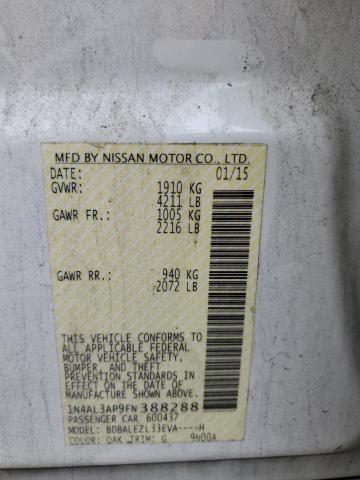 MFD BY NISSAN MOTOR CO., LTD.
DATE: 01/15
GVWR: 1910 KG
4211 LB
GAWR FR.: 1005 KG
2216 LB
GAWR RR.: 940 KG
2072 LB
THIS VEHICLE CONFORMS TO
ALL APPLICABLE FEDERAL
MOTOR VEHICLE SAFETY,
BUMPER, AND THEFT
PREVENTION STANDARDS
IN EFFECT ON THE DATE OF
MANUFACTURE SHOWN ABOVE.
1N4AL3AP9FN388288
PASSENGER CAR 600437
MODEL: BDBALEZL33EVA----H
COLOR: QAK TRIM: G 9N00A